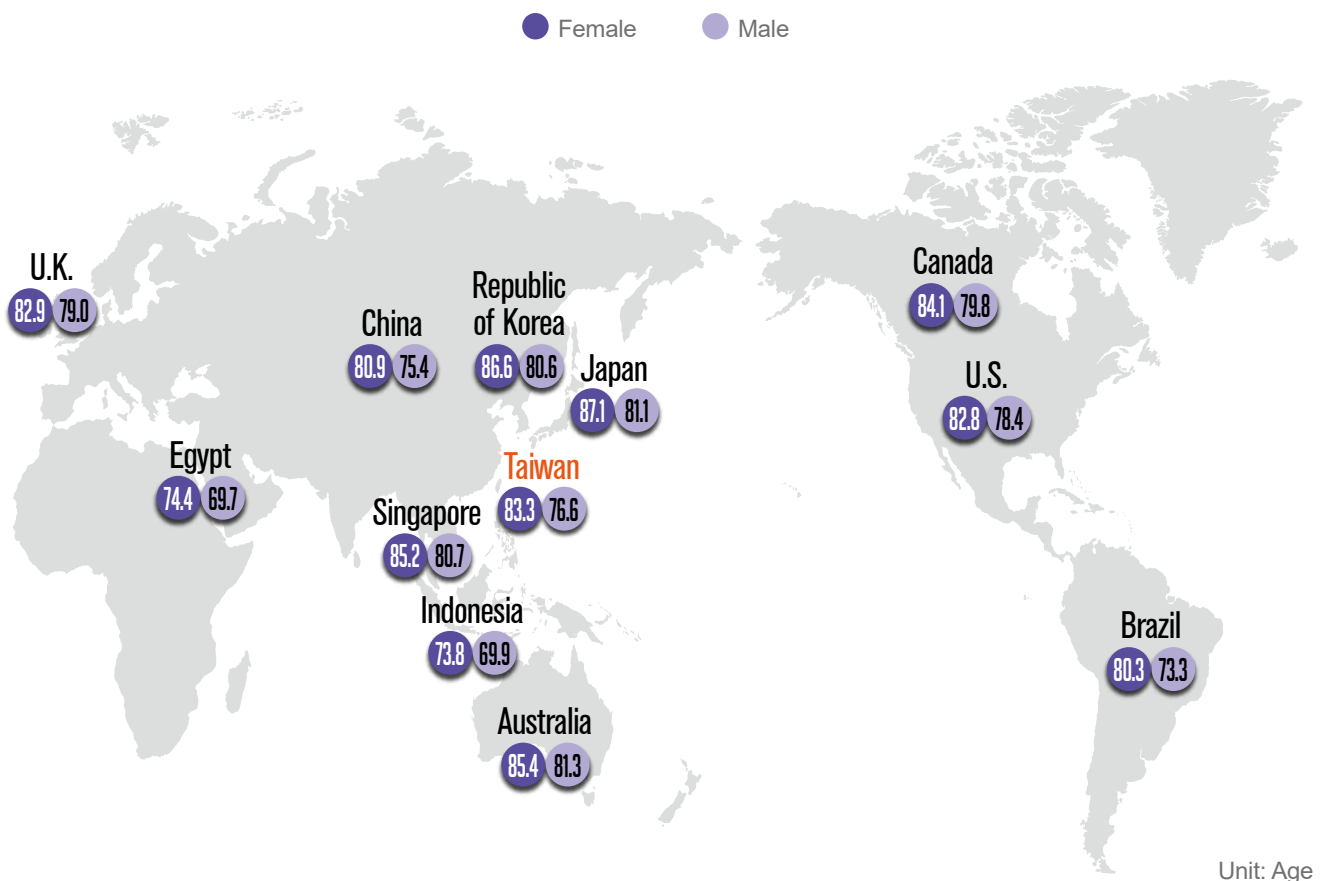 Female
Male
U.K.
82.9 79.0
China
80.9 75.4
Republic
of Korea
86.6 80.6
Japan
87.1 81.1
Canada
84.1 79.8
U.S.
82.8 78.4
Egypt
74.4 69.7
Taiwan
83.3 76.6
Singapore
85.2 80.7
Indonesia
73.8 69.9
Brazil
80.3 73.3
Australia
85.4 81.3
Unit: Age